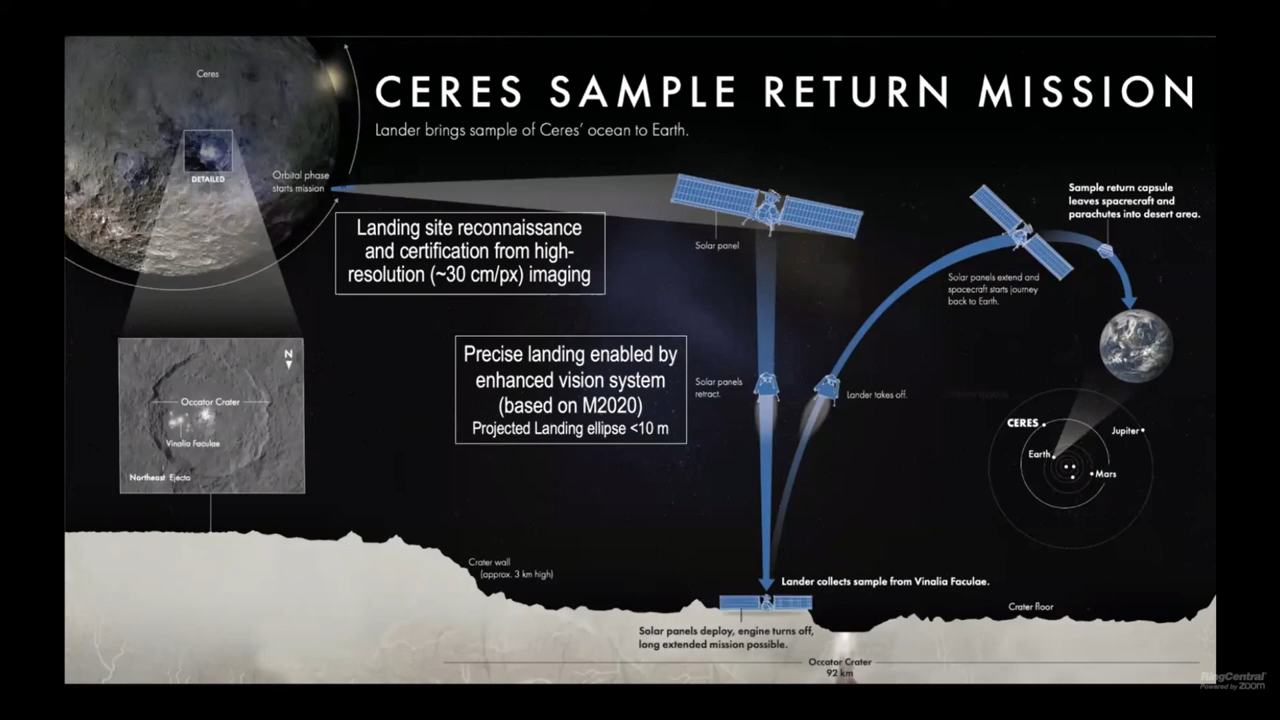 Ceres
CERES SAMPLE RETURN MISSION
Lander brings sample of Ceres' ocean to Earth.
DETAILED
Orbital phase
starts mission
Landing site reconnaissance
and certification from high-
resolution (~30 cm/px) imaging
Solar panel
Sample return capsule
leaves spacecraft and
parachutes into desert area.
Solar panels extend and
spacecraft starts journey
back to Earth.
Precise landing enabled by
enhanced vision system
(based on M2020)
Projected Landing ellipse <10 m
Solar panels
retract.
Lander takes off.
N
Occator Crater
Vinalia Faculae
Northeast Ejecta
CERES
Jupiter
Earth
Mars
Crater wall
(approx. 3 km high)
Lander collects sample from Vinalia Faculae.
Crater floor
Solar panels deploy, engine turns off,
long extended mission possible.
Occator Crater
92 km
RingCentral
Powered by zoom